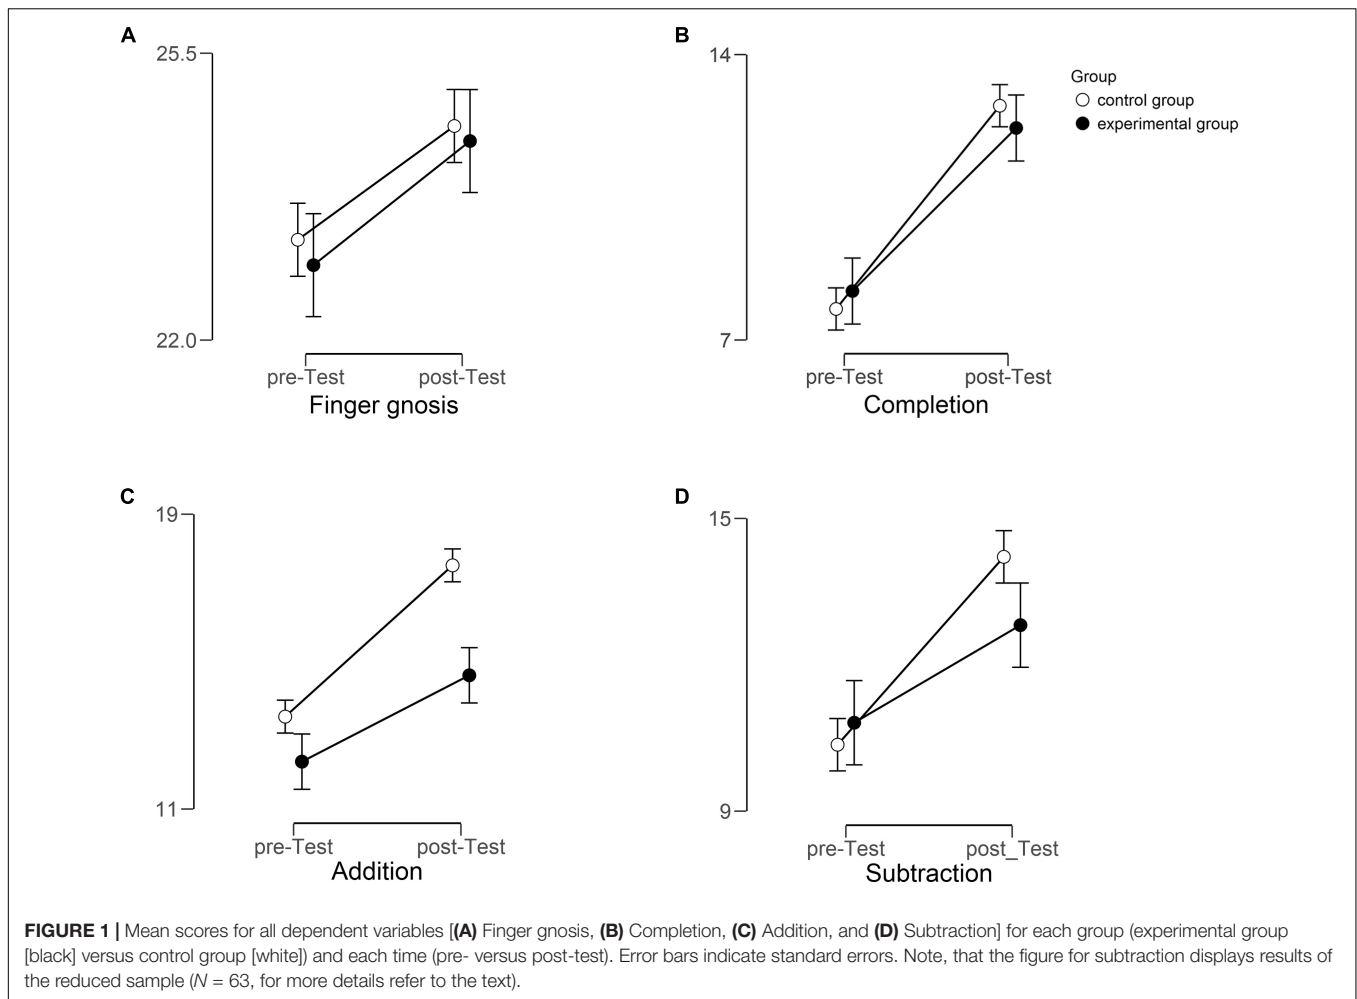 A
25.5
22.0
pre-Test
post-Test
Finger gnosis
B
14
7
pre-Test
post-Test
Completion
Group
control group
experimental group
C
19
11
pre-Test
post-Test
Addition
D
15
9
pre-Test
post_Test
Subtraction
FIGURE 1 | Mean scores for all dependent variables [(A) Finger gnosis, (B) Completion, (C) Addition, and (D) Subtraction] for each group (experimental group
[black] versus control group [white]) and each time (pre- versus post-test). Error bars indicate standard errors. Note, that the figure for subtraction displays results of
the reduced sample (N = 63, for more details refer to the text).